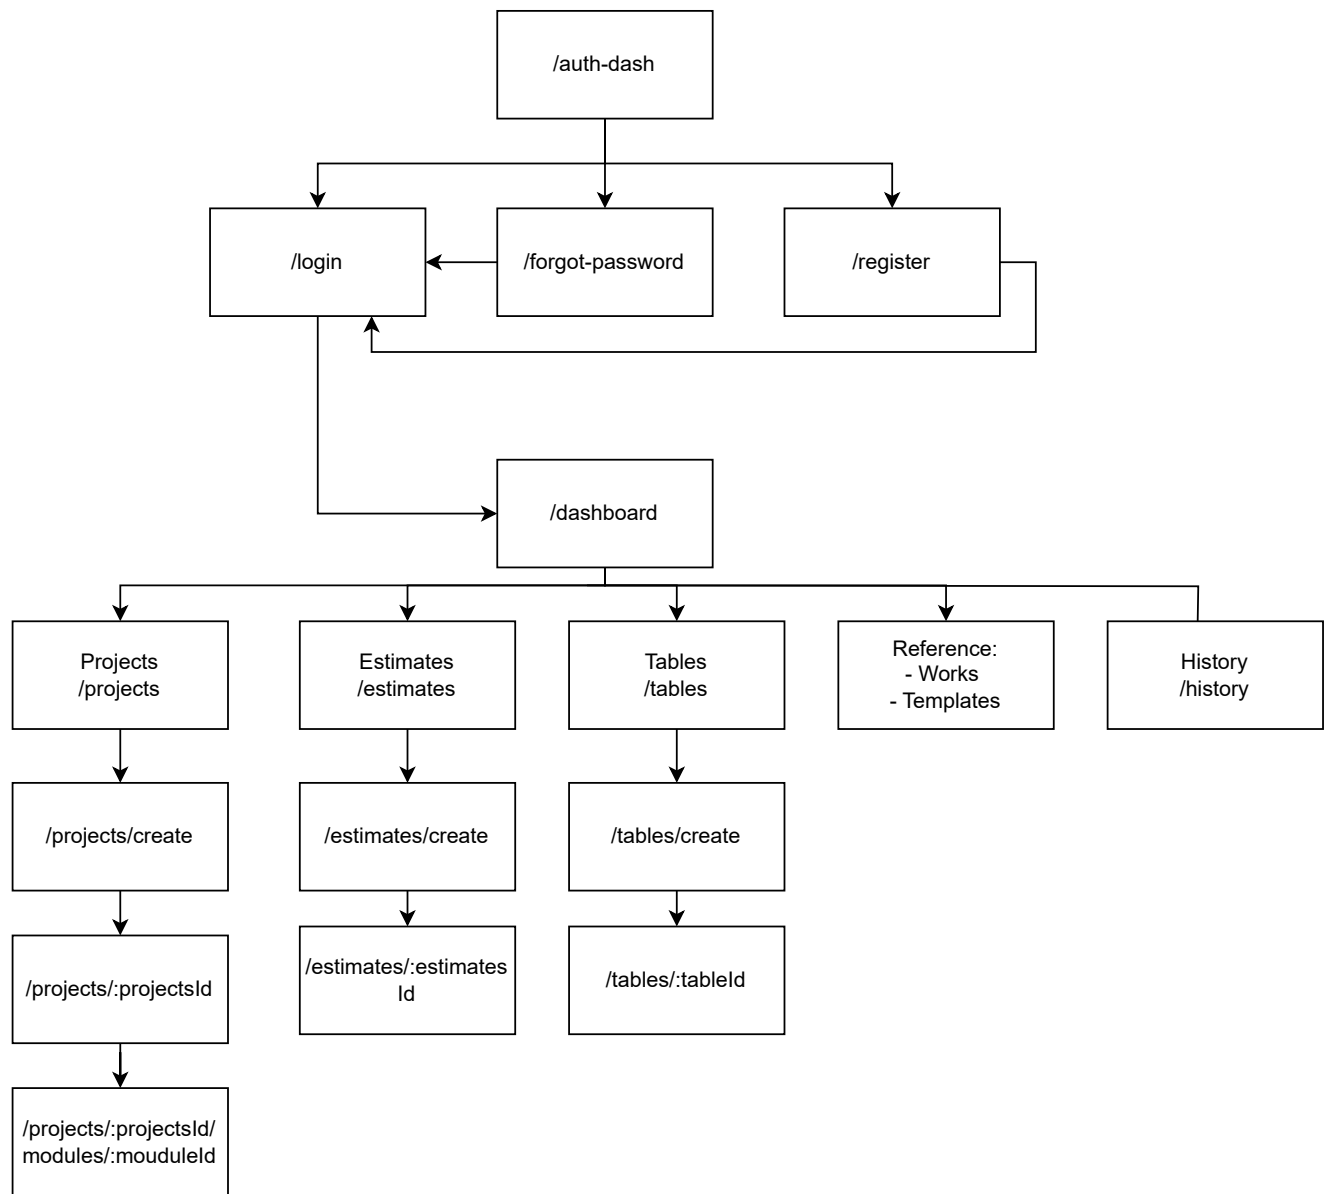 /auth-dash
/login
/forgot-password
/register
/dashboard
Projects
/projects
Estimates
/estimates
Tables
/tables
Reference:
- Works
- Templates
History
/history
/projects/create
/estimates/create
/tables/create
/projects/:projectsId
/estimates/:estimates
Id
/tables/:tableId
/projects/:projectsId/
modules/:mouduleId